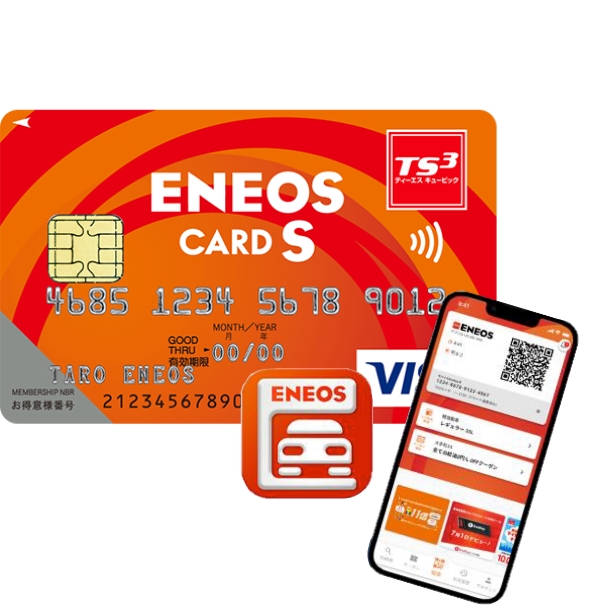 TS3
ティーエス キュービック
ENEOS
CARD S
4685 1234 5678 9012
MONTH/YEAR
月 年
GOOD
THRU
有効期限
00/00
TARO ENEOS
VIS
MEMBERSHIP NBR
お得意様番号
21234567890
ENEOS
9:41
ENEOS
レギュラー